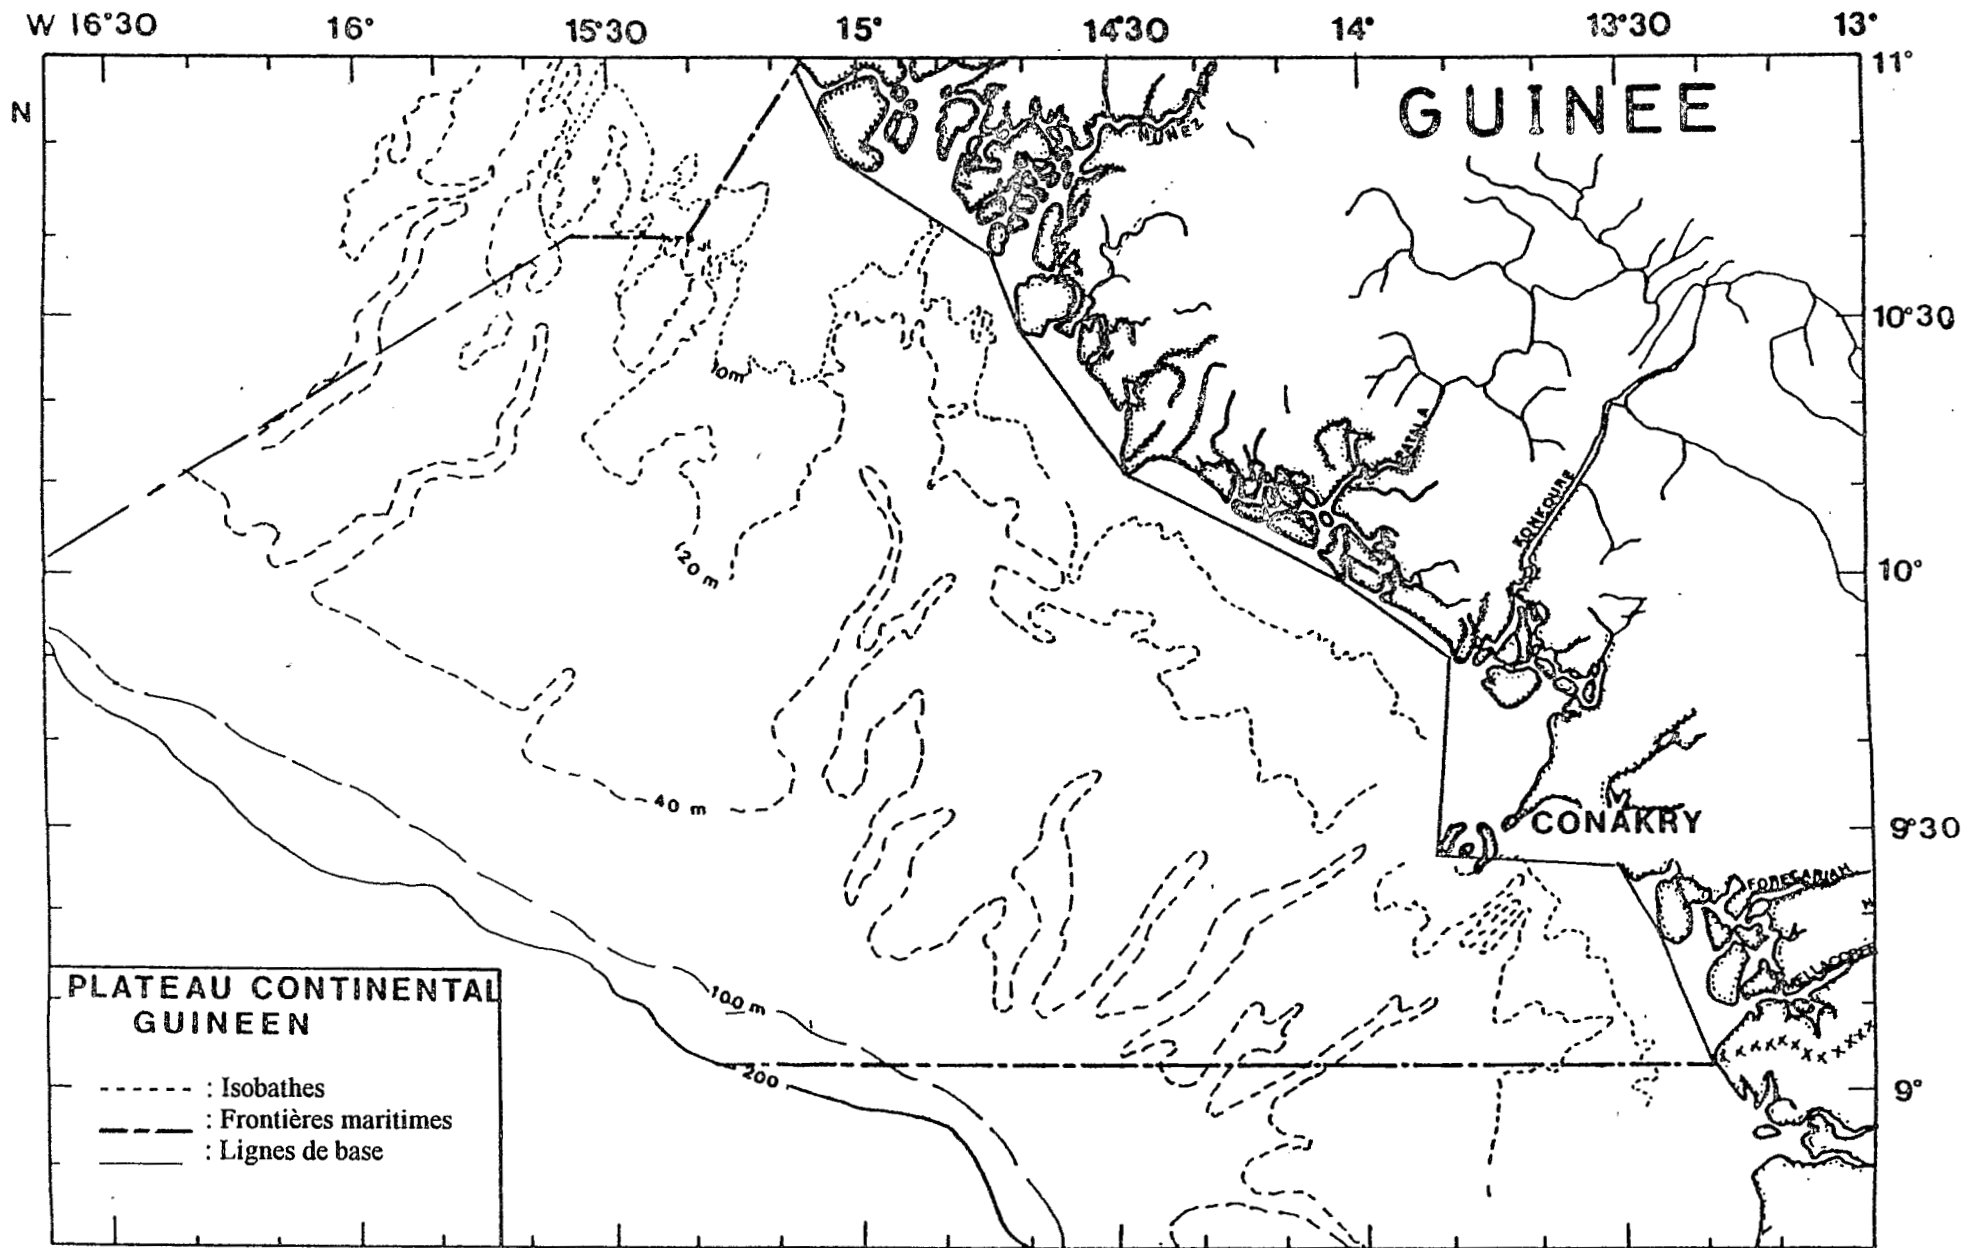 W 16°30 16° 15°30 15° 14°30 14° 13°30 13°
11°
N
GUINEE
NUNEZ
10°30
10m
FATALA
KONKOURE
20 m
10°
40 m
CONAKRY
9°30
FORECARIAH
MELLACOREE
PLATEAU CONTINENTAL
GUINEEN
100 m
200
9°
: Isobathes
: Frontières maritimes
: Lignes de base